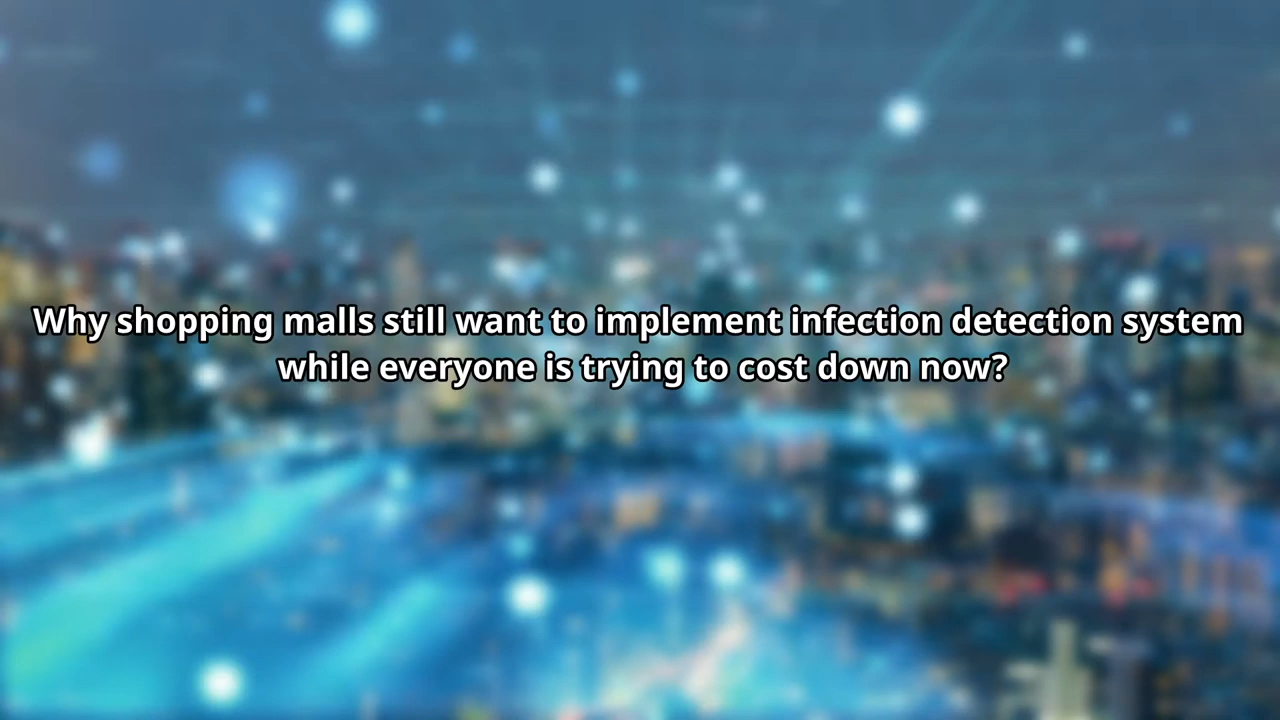 Why shopping malls still want to implement infection detection system
while everyone is trying to cost down now?